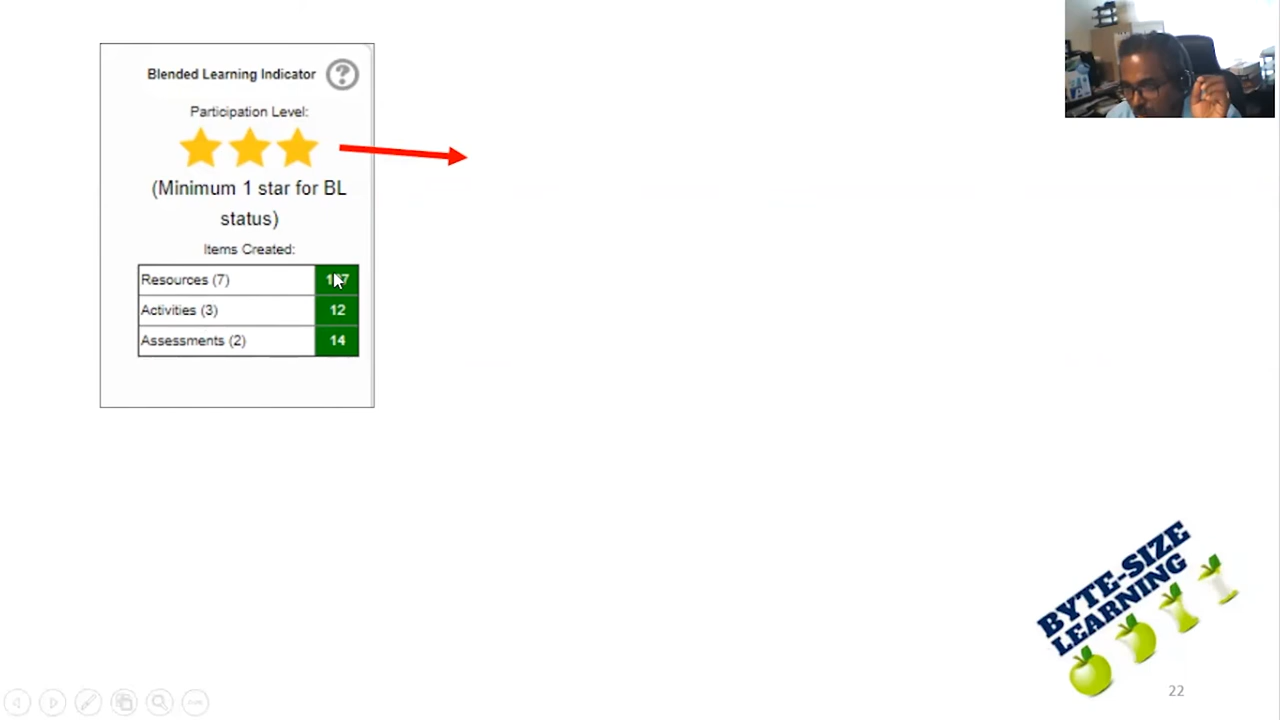 Blended Learning Indicator
Participation Level:
(Minimum 1 star for BL
status)
Items Created:
Resources (7)
Activities (3) 12
Assessments (2) 14
BYTE-SIZE
LEARNING
22